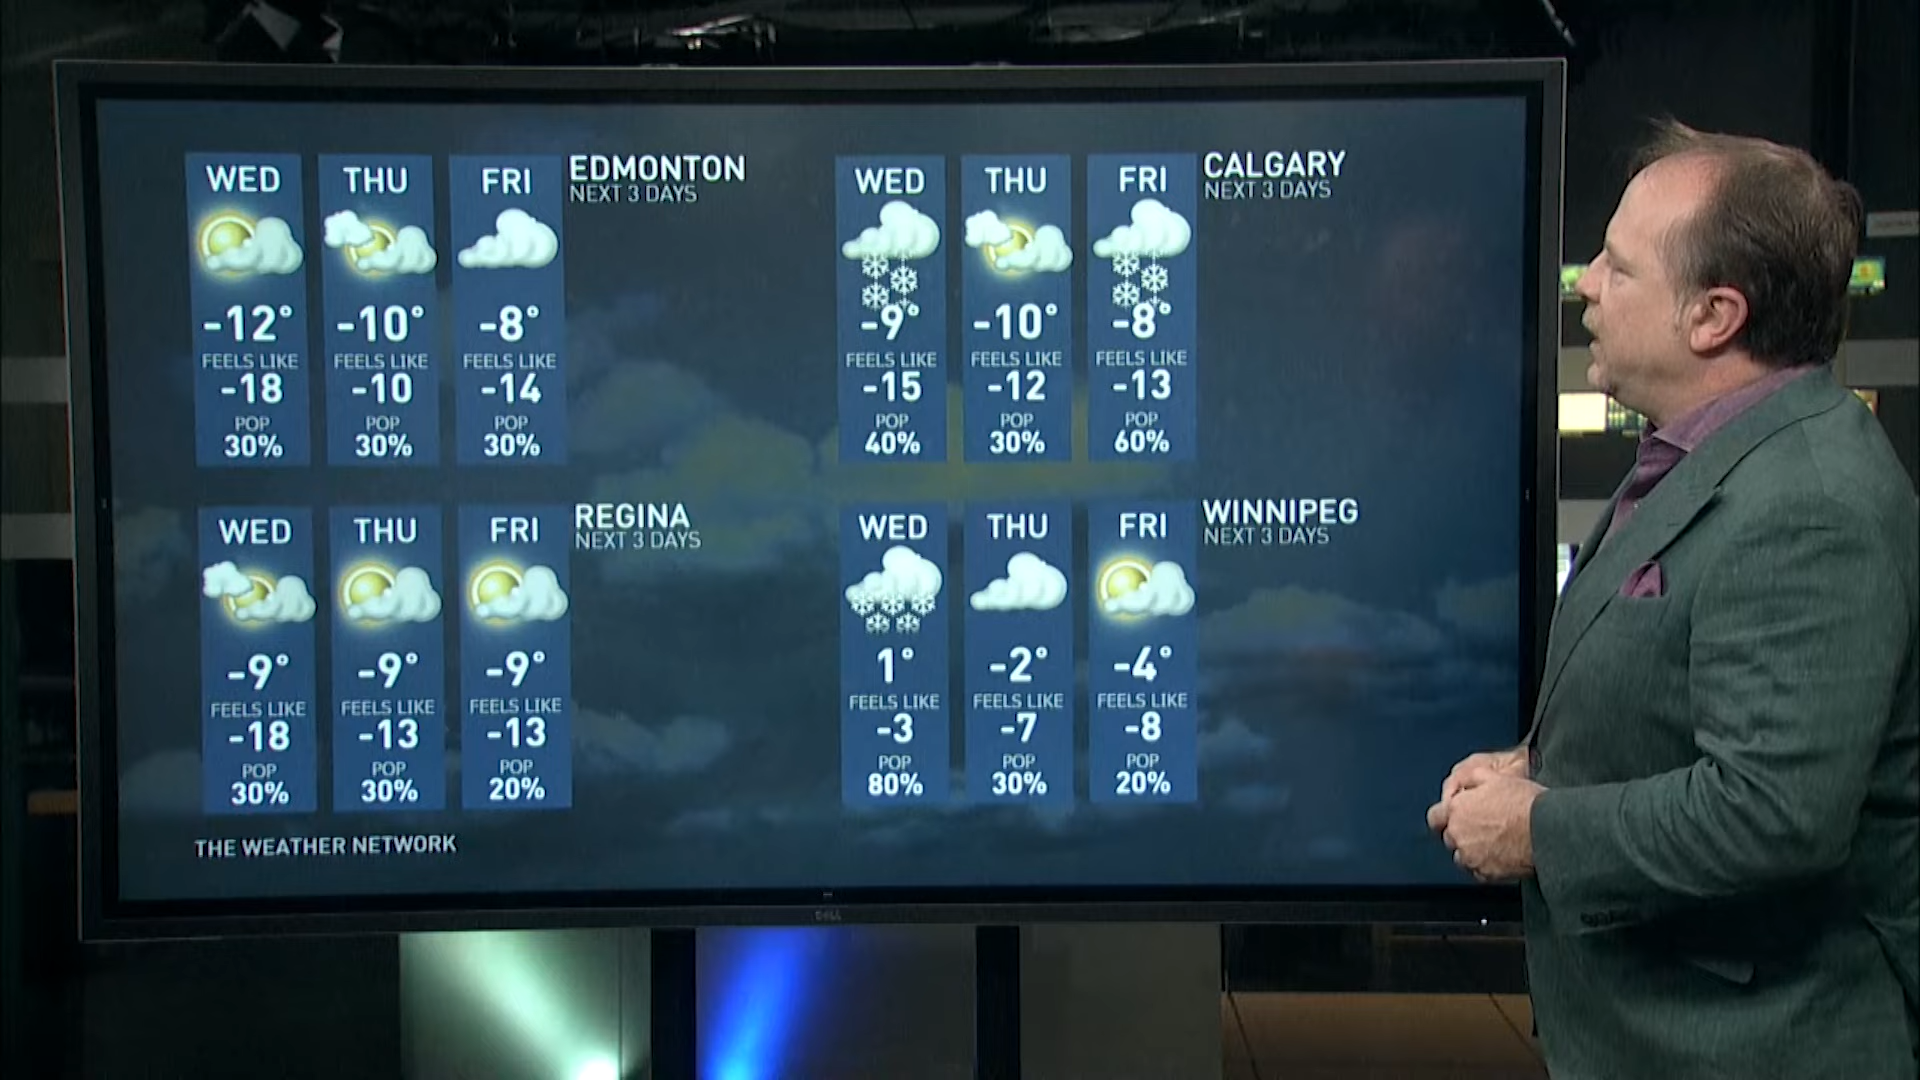 EDMONTON
NEXT 3 DAYS
WED THU FRI
-12° -10° -8°
FEELS LIKE FEELS LIKE FEELS LIKE
-18 -10 -14
POP POP POP
30% 30% 30%
CALGARY
NEXT 3 DAYS
WED THU FRI
-9° -10° -8°
FEELS LIKE FEELS LIKE FEELS LIKE
-15 -12 -13
POP POP POP
40% 30% 60%
REGINA
NEXT 3 DAYS
WED THU FRI
-9° -9° -9°
FEELS LIKE FEELS LIKE FEELS LIKE
-18 -13 -13
POP POP POP
30% 30% 20%
WINNIPEG
NEXT 3 DAYS
WED THU FRI
1° -2° -4°
FEELS LIKE FEELS LIKE FEELS LIKE
-3 -7 -8
POP POP POP
80% 30% 20%
THE WEATHER NETWORK
DELL